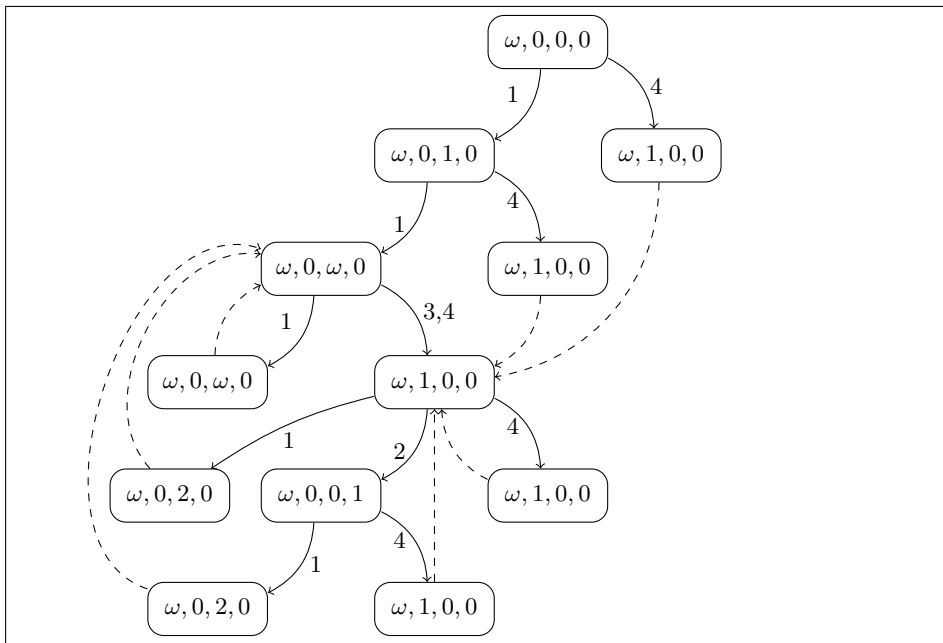 ω, 0, 0, 0
1
4
ω, 0, 1, 0
ω, 1, 0, 0
1
4
ω, 0, ω, 0
ω, 1, 0, 0
1
3,4
ω, 0, ω, 0
ω, 1, 0, 0
1
2
4
ω, 0, 2, 0
ω, 0, 0, 1
ω, 1, 0, 0
1
4
ω, 0, 2, 0
ω, 1, 0, 0